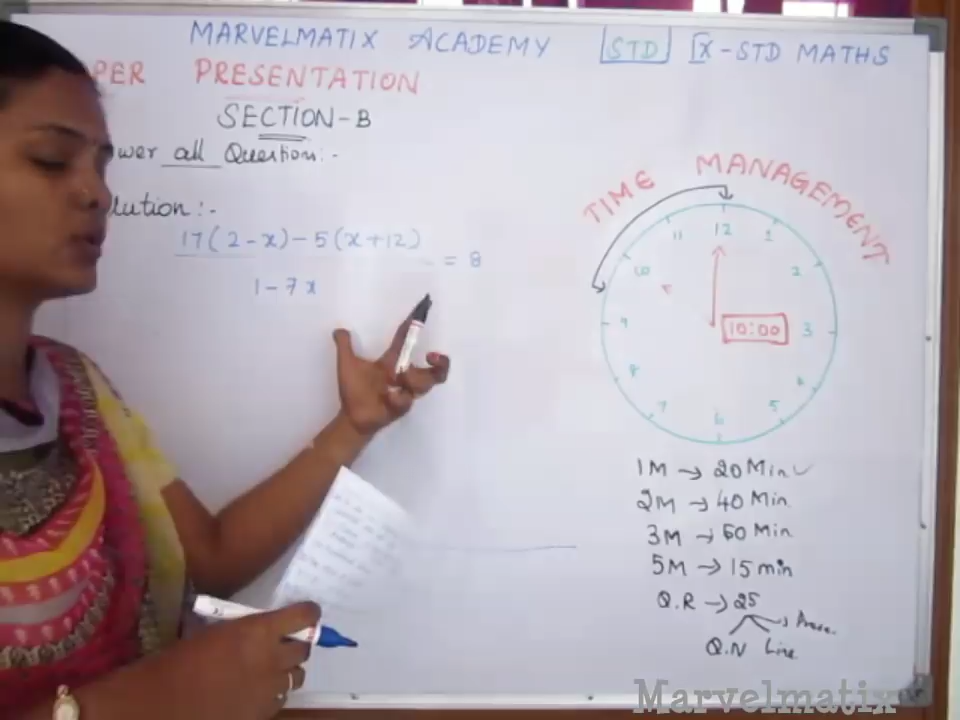 MARVELMATIX ACADEMY STD X-STD MATHS
PER PRESENTATION
SECTION-B
wer all Question:-
lution:-
17(2-x)-5(x+12)
= 8
1-7x
TIME MANAGEMENT
12
1
2
3
4
5
6
7
8
9
10
11
10:00
1M → 20 Min ✓
2M → 40 Min
3M → 60 Min
5M → 15 min
Q.R → 25
Q.N Line
Marvelmatix